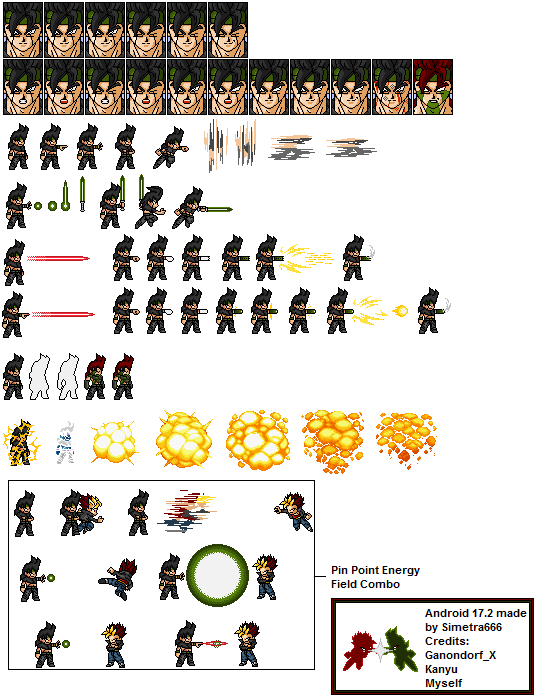 Pin Point Energy
Field Combo
Android 17.2 made
by Simetra666
Credits:
Ganondorf_X
Kanyu
Myself